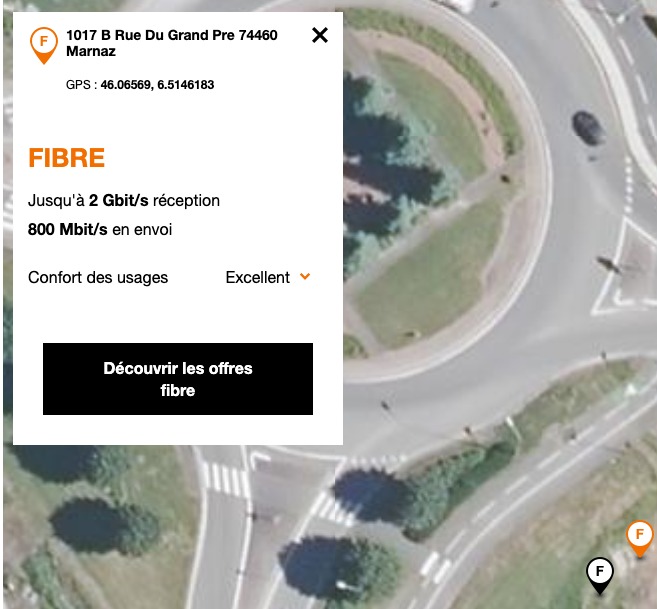 F
1017 B Rue Du Grand Pre 74460
Marnaz
GPS : 46.06569, 6.5146183
FIBRE
Jusqu'à 2 Gbit/s réception
800 Mbit/s en envoi
Confort des usages Excellent
Découvrir les offres
fibre
F
F